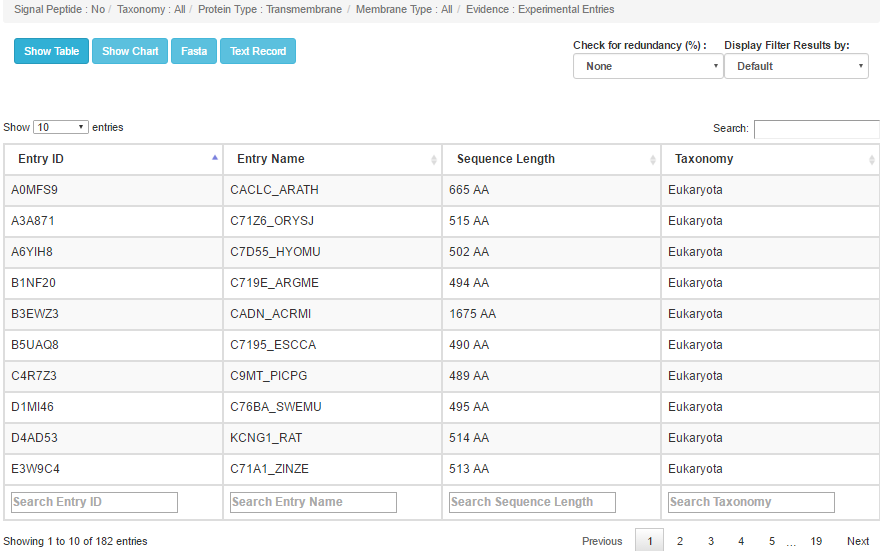 Signal Peptide : No / Taxonomy : All / Protein Type : Transmembrane / Membrane Type : All / Evidence : Experimental Entries
Show Table Show Chart Fasta Text Record
Check for redundancy (%) : Display Filter Results by:
None Default
Show 10 entries Search:
Entry ID Entry Name Sequence Length Taxonomy
A0MFS9 CACLC_ARATH 665 AA Eukaryota
A3A871 C71Z6_ORYSJ 515 AA Eukaryota
A6YIH8 C7D55_HYOMU 502 AA Eukaryota
B1NF20 C719E_ARGME 494 AA Eukaryota
B3EWZ3 CADN_ACRMI 1675 AA Eukaryota
B5UAQ8 C7195_ESCCA 490 AA Eukaryota
C4R7Z3 C9MT_PICPG 489 AA Eukaryota
D1MI46 C76BA_SWEMU 495 AA Eukaryota
D4AD53 KCNG1_RAT 514 AA Eukaryota
E3W9C4 C71A1_ZINZE 513 AA Eukaryota
Search Entry ID Search Entry Name Search Sequence Length Search Taxonomy
Showing 1 to 10 of 182 entries Previous 1 2 3 4 5 ... 19 Next